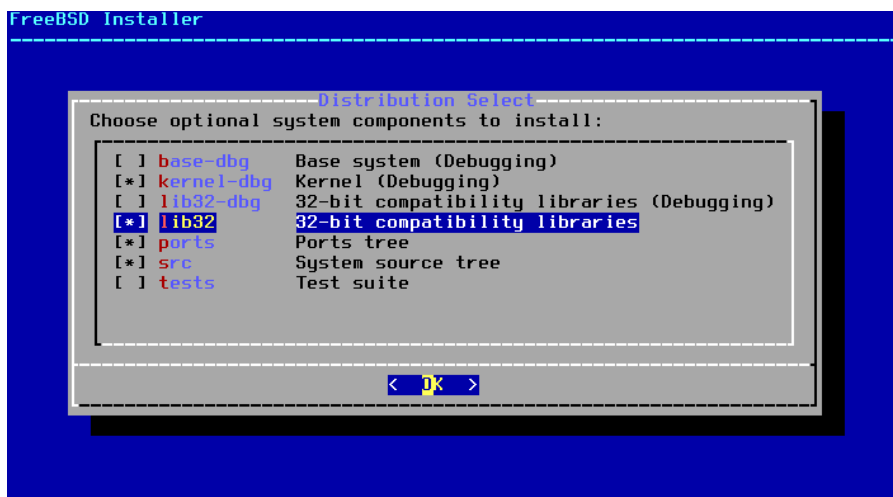 FreeBSD Installer
Distribution Select
Choose optional system components to install:
[ ] base-dbg Base system (Debugging)
[*] kernel-dbg Kernel (Debugging)
[ ] lib32-dbg 32-bit compatibility libraries (Debugging)
[*] lib32 32-bit compatibility libraries
[*] ports Ports tree
[*] src System source tree
[ ] tests Test suite
< OK >